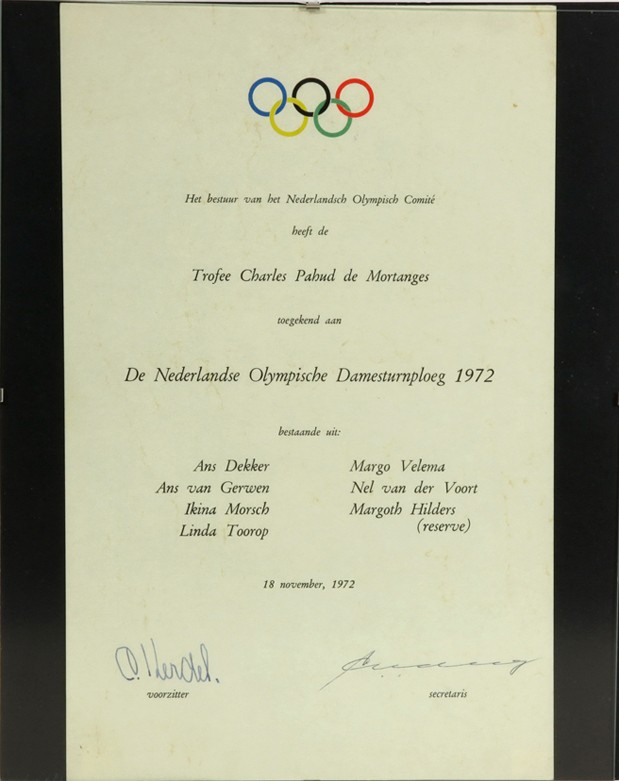 Het bestuur van het Nederlandsch Olympisch Comité
heeft de
Trofee Charles Pahud de Mortanges
toegekend aan
De Nederlandse Olympische Damesturnploeg 1972
bestaande uit:
Ans Dekker
Ans van Gerwen
Ikina Morsch
Linda Toorop
Margo Velema
Nel van der Voort
Margoth Hilders
(reserve)
18 november, 1972
voorzitter
secretaris